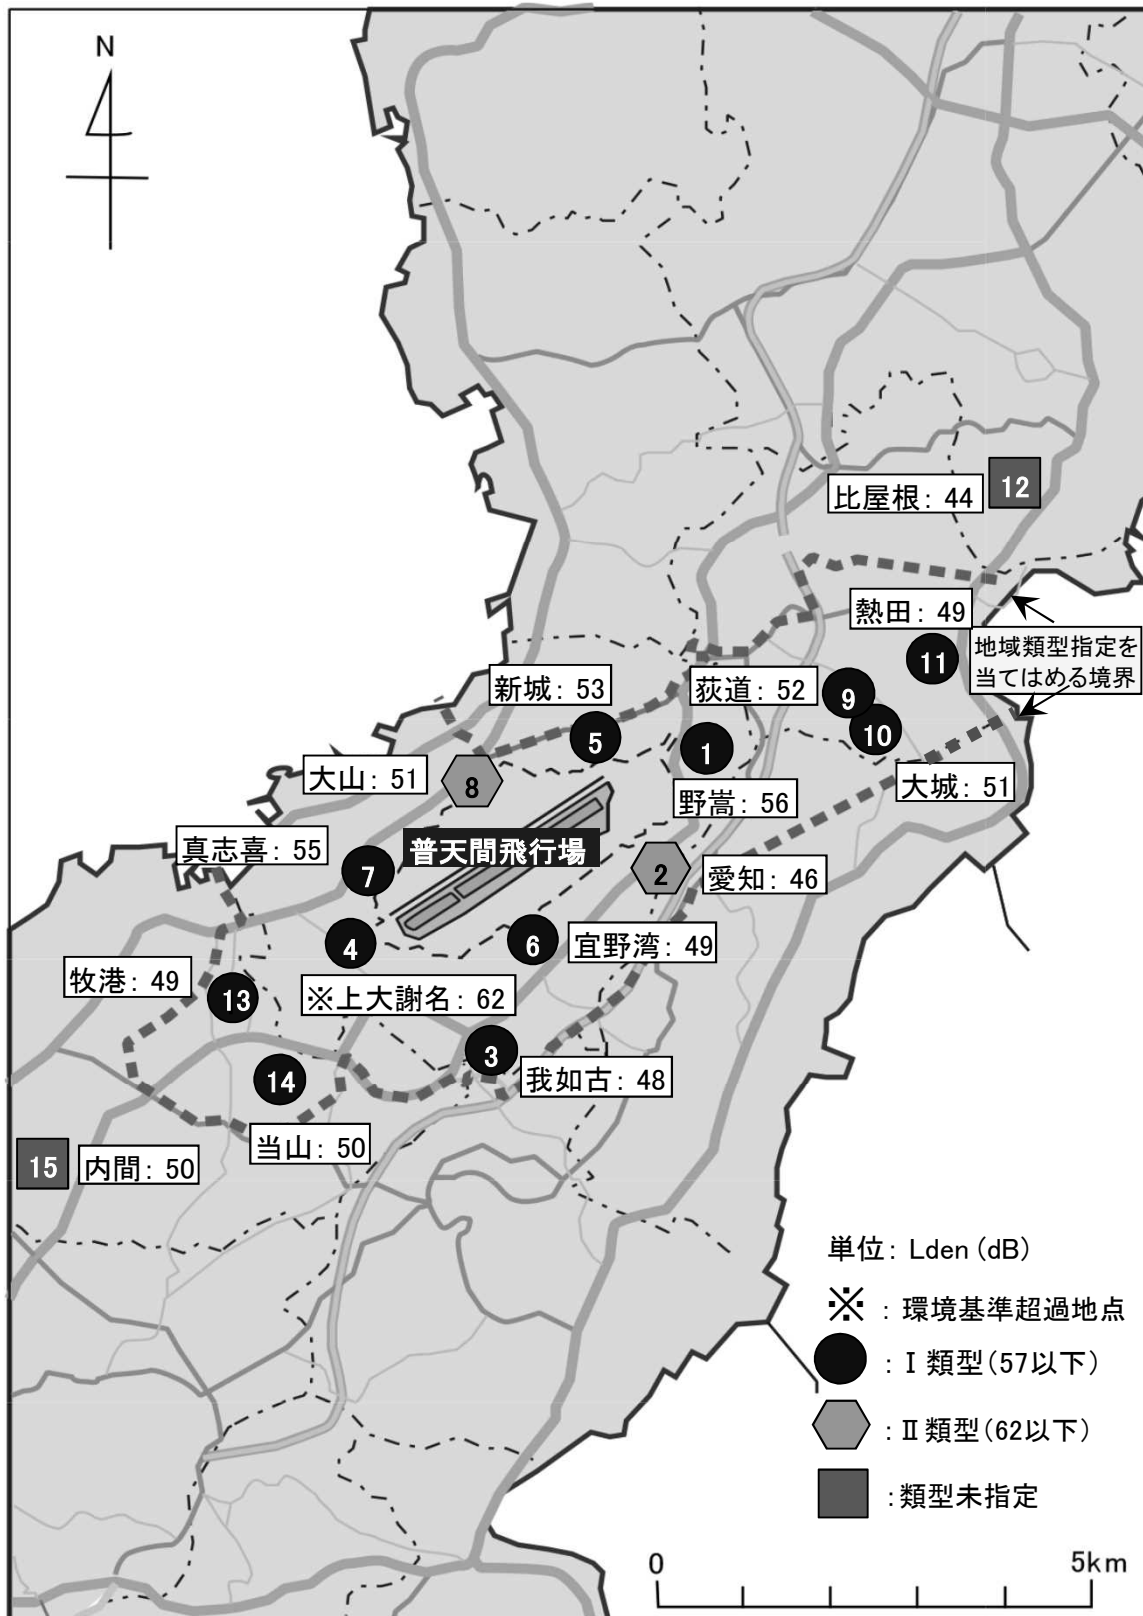 N
12
比屋根: 44
熱田: 49
11
地域類型指定を
当てはめる境界
新城: 53
荻道: 52
9
10
5
1
大山: 51
8
大城: 51
野嵩: 56
真志喜: 55
普天間飛行場
7
2
愛知: 46
4
6
宜野湾: 49
牧港: 49
13
※上大謝名: 62
3
我如古: 48
14
当山: 50
15
内間: 50
単位: Lden (dB)
※ : 環境基準超過地点
: Ⅰ類型(57以下)
: Ⅱ類型(62以下)
: 類型未指定
0 5km